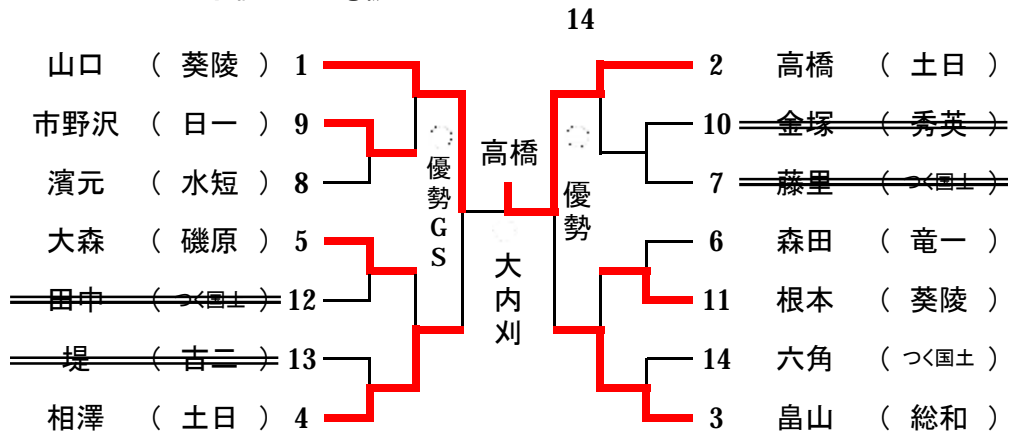 14
山口 （ 葵陵 ） 1
市野沢 （ 日一 ） 9
濱元 （ 水短 ） 8
大森 （ 磯原 ） 5
田中 （ つく国土 ） 12
堤 （ 古二 ） 13
相澤 （ 土日 ） 4
優勢GS
高橋
大内刈
優勢
2 高橋 （ 土日 ）
10 金塚 （ 秀英 ）
7 藤里 （ つく国土 ）
6 森田 （ 竜一 ）
11 根本 （ 葵陵 ）
14 六角 （ つく国土 ）
3 畠山 （ 総和 ）